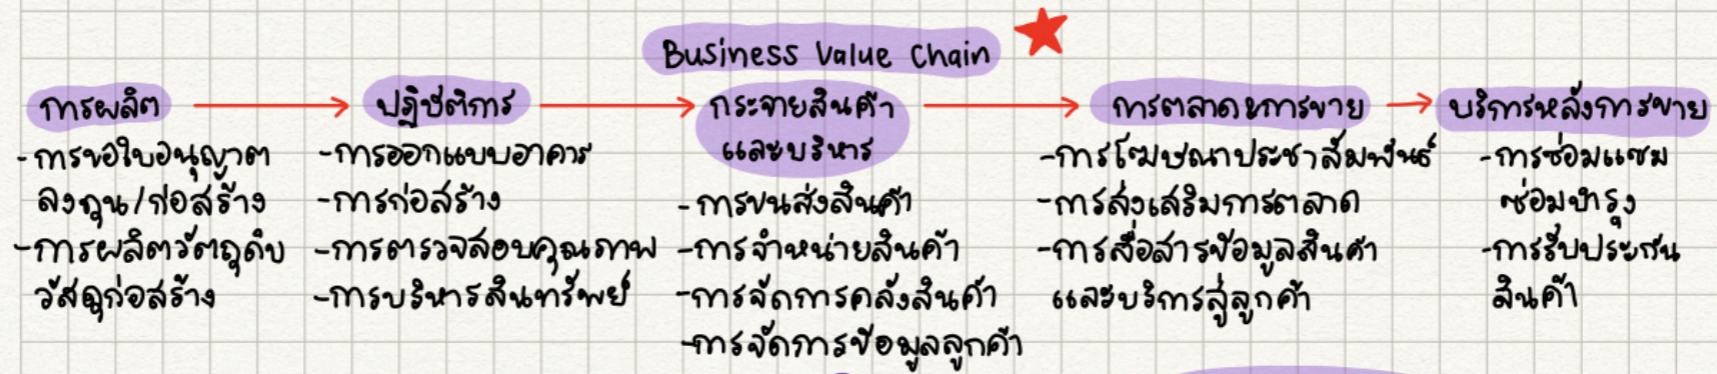 Business Value Chain
การผลิต
-การขอใบอนุญาต
ลงทุน/ก่อสร้าง
-การผลิตวัตถุดิบ
วัสดุก่อสร้าง
ปฏิบัติการ
-การออกแบบอาคาร
-การก่อสร้าง
-การตรวจสอบคุณภาพ
-การบริหารสินทรัพย์
กระจายสินค้า
และบริหาร
-การขนส่งสินค้า
-การจำหน่ายสินค้า
-การจัดการคลังสินค้า
-การจัดการข้อมูลลูกค้า
การตลาด&การขาย
-การโฆษณาประชาสัมพันธ์
-การส่งเสริมการตลาด
-การสื่อสารข้อมูลสินค้า
และบริการสู่ลูกค้า
บริการหลังการขาย
-การซ่อมแซม
ซ่อมบำรุง
-การรับประกัน
สินค้า